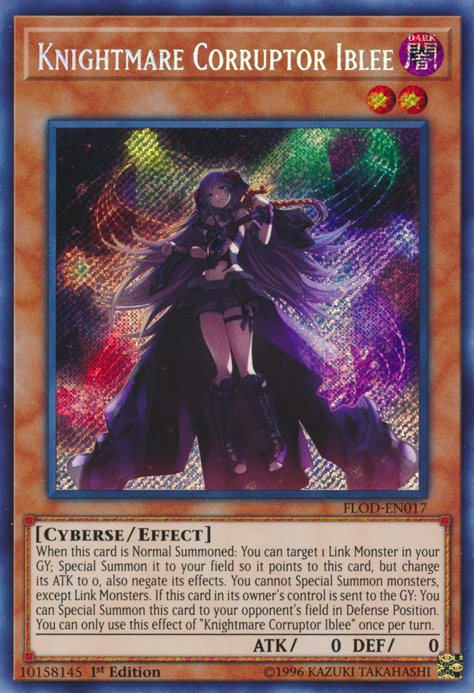 KNIGHTMARE CORRUPTOR IBLEE
DARK
闇
FLOD-EN017
[CYBERSE/EFFECT]
When this card is Normal Summoned: You can target 1 Link Monster in your
GY; Special Summon it to your field so it points to this card, but change
its ATK to 0, also negate its effects. You cannot Special Summon monsters,
except Link Monsters. If this card in its owner's control is sent to the GY: You
can Special Summon this card to your opponent's field in Defense Position.
You can only use this effect of "Knightmare Corruptor Iblee" once per turn.
ATK/ 0 DEF/ 0
10158145 1st Edition ©1996 KAZUKI TAKAHASHI